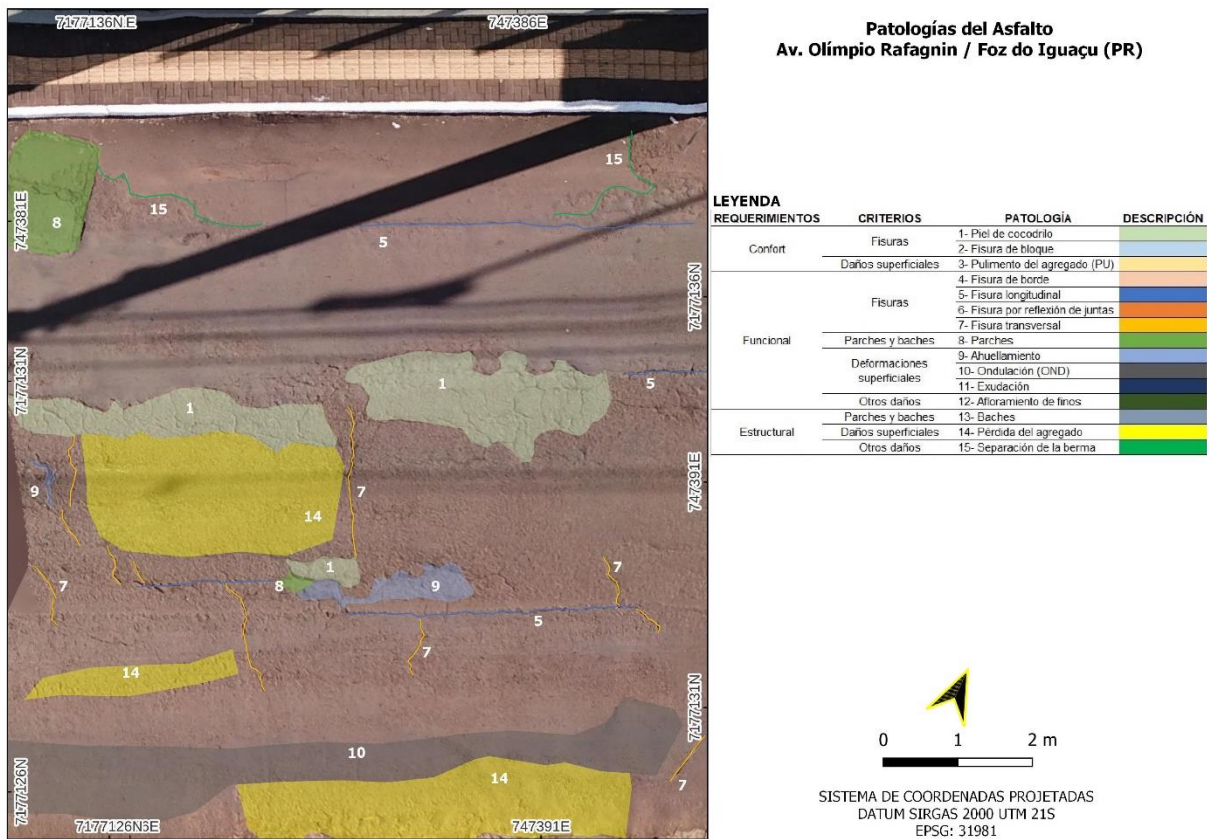 Patologías del Asfalto
Av. Olímpio Rafagnin / Foz do Iguaçu (PR)
7177136N/E
747386E
747381E
8
15
15
5
7177136N
7177131N
1
1
5
747391E
9
14
7
7
1
8
9
7
5
7
14
7177131N
10
14
7
7177126N
7177126N6E
747391E
LEYENDA
REQUERIMIENTOS CRITERIOS PATOLOGÍA DESCRIPCIÓN
Confort
Fisuras
1- Piel de cocodrilo
2- Fisura de bloque
Daños superficiales
3- Pulimento del agregado (PU)
Funcional
Fisuras
4- Fisura de borde
5- Fisura longitudinal
6- Fisura por reflexión de juntas
7- Fisura transversal
Parches y baches
8- Parches
Deformaciones
superficiales
9- Ahuellamiento
10- Ondulación (OND)
11- Exudación
Otros daños
12- Afloramiento de finos
Estructural
Parches y baches
13- Baches
Daños superficiales
14- Pérdida del agregado
Otros daños
15- Separación de la berma
0 1 2 m
SISTEMA DE COORDENADAS PROJETADAS
DATUM SIRGAS 2000 UTM 21S
EPSG: 31981